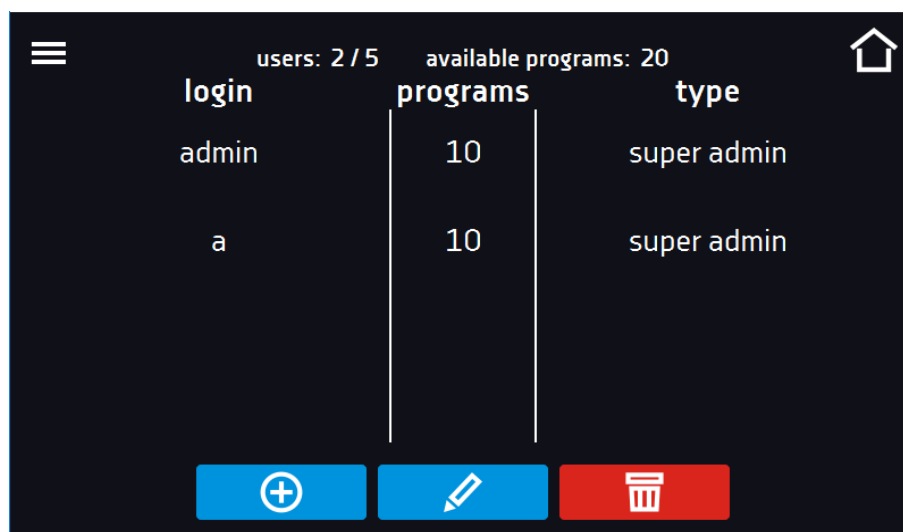 users: 2 / 5 available programs: 20
login programs type
admin 10 super admin
a 10 super admin